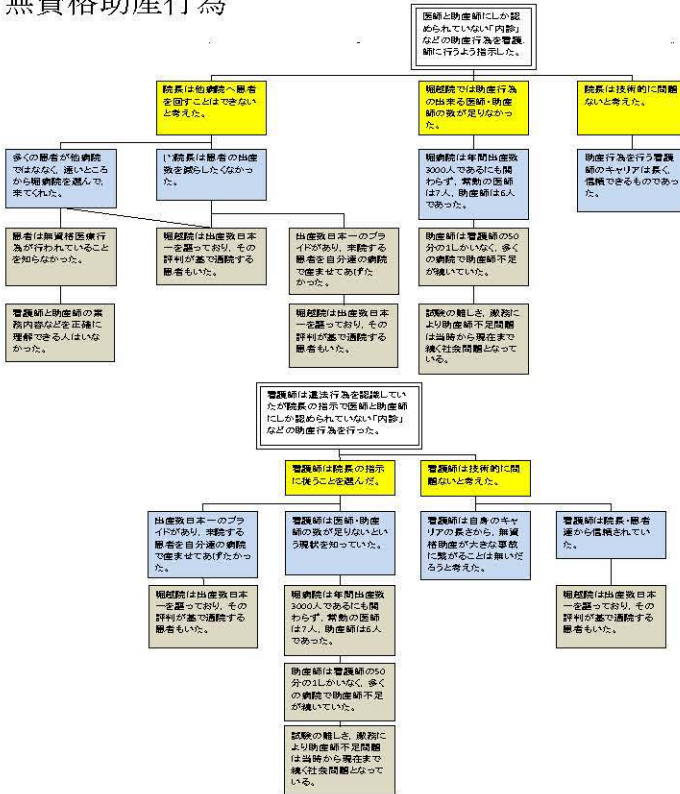 無資格助産行為
医師と助産師にしか認
められていない「内診」
などの助産行為を看護
師に行うよう指示した。
院長は他病院へ患者
を回すことはできない
と考えた。
堀越院では助産行為
の出来る医師・助産
師の数が足りなかっ
た。
院長は技術的に問題
ないと考えた。
多くの患者が他病院
ではななく、遠いところ
から堀病院を選んで、
来てくれた。
院長は患者の出産
数を減らしたくなかっ
た。
堀病院は年間出産数
3000人であるにも関
わらず、常勤の医師
は7人、助産師は6人
であった。
助産行為を行う看護
師のキャリアは長く、
信頼できるものであっ
た。
患者は無資格医療行
為が行われていること
を知らなかった。
堀越院は出産数日本
一を謳っており、その
評判が基で通院する
患者もいた。
出産数日本一のプラ
イドがあり、来院する
患者を自分達の病院
で産ませてあげた
かった。
助産師は看護師の50
分の1しかいなく、多く
の病院で助産師不足
が続いていた。
看護師と助産師の業
務内容などを正確に
理解できる人はいな
かった。
堀越院は出産数日本
一を謳っており、その
評判が基で通院する
患者もいた。
試験の難しさ、激務に
より助産師不足問題
は当時から現在まで
続く社会問題となって
いる。
看護師は違法行為を認識してい
たが院長の指示で医師と助産師
にしか認められていない「内診」
などの助産行為を行った。
看護師は院長の指示
に従うことを選んだ。
看護師は技術的に問
題ないと考えた。
出産数日本一のプラ
イドがあり、来院する
患者を自分達の病院
で産ませてあげたかっ
た。
看護師は医師・助産
師の数が足りないとい
う現状を知っていた。
看護師は自身のキャ
リアの長さから、無資
格助産が大きな事故
に繋がることは無いだ
ろうと考えた。
看護師は院長・患者
達から信頼されてい
た。
堀越院は出産数日本
一を謳っており、その
評判が基で通院する
患者もいた。
堀病院は年間出産数
3000人であるにも関
わらず、常勤の医師
は7人、助産師は6人
であった。
堀越院は出産数日本
一を謳っており、その
評判が基で通院する
患者もいた。
助産師は看護師の50
分の1しかいなく、多く
の病院で助産師不足
が続いていた。
試験の難しさ、激務に
より助産師不足問題
は当時から現在まで
続く社会問題となって
いる。